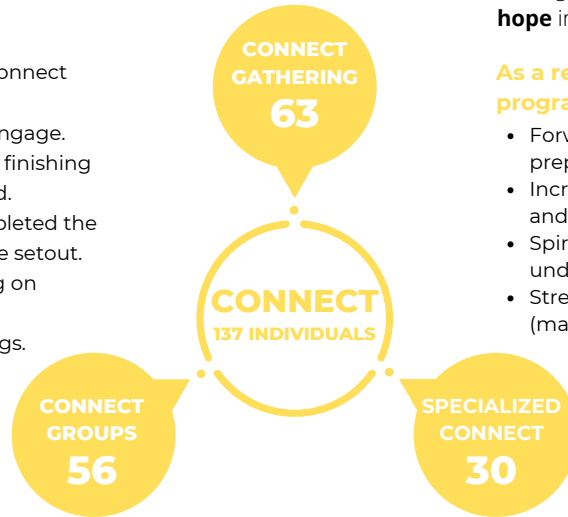 onnect
ngage.
finishing
d.
pleted the
e setout.
g on
gs.
CONNECT
GATHERING
63
CONNECT
137 INDIVIDUALS
CONNECT
GROUPS
56
SPECIALIZED
CONNECT
30
hope i
As a re
progra
• Forv
prep
• Incr
and
• Spir
und
• Stre
(ma